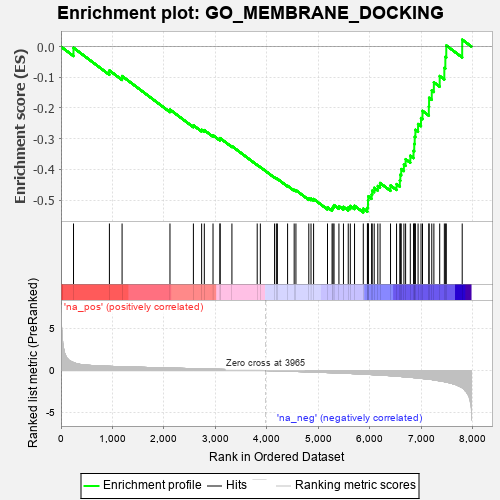 Enrichment plot: GO_MEMBRANE_DOCKING
Enrichment score (ES)
0.0
-0.1
-0.2
-0.3
-0.4
-0.5
'na_pos' (positively correlated)
Ranked list metric (PreRanked)
5
0
-5
Zero cross at 3965
'na_neg' (negatively correlated)
0 1,000 2,000 3,000 4,000 5,000 6,000 7,000 8,000
Rank in Ordered Dataset
Enrichment profile Hits Ranking metric scores